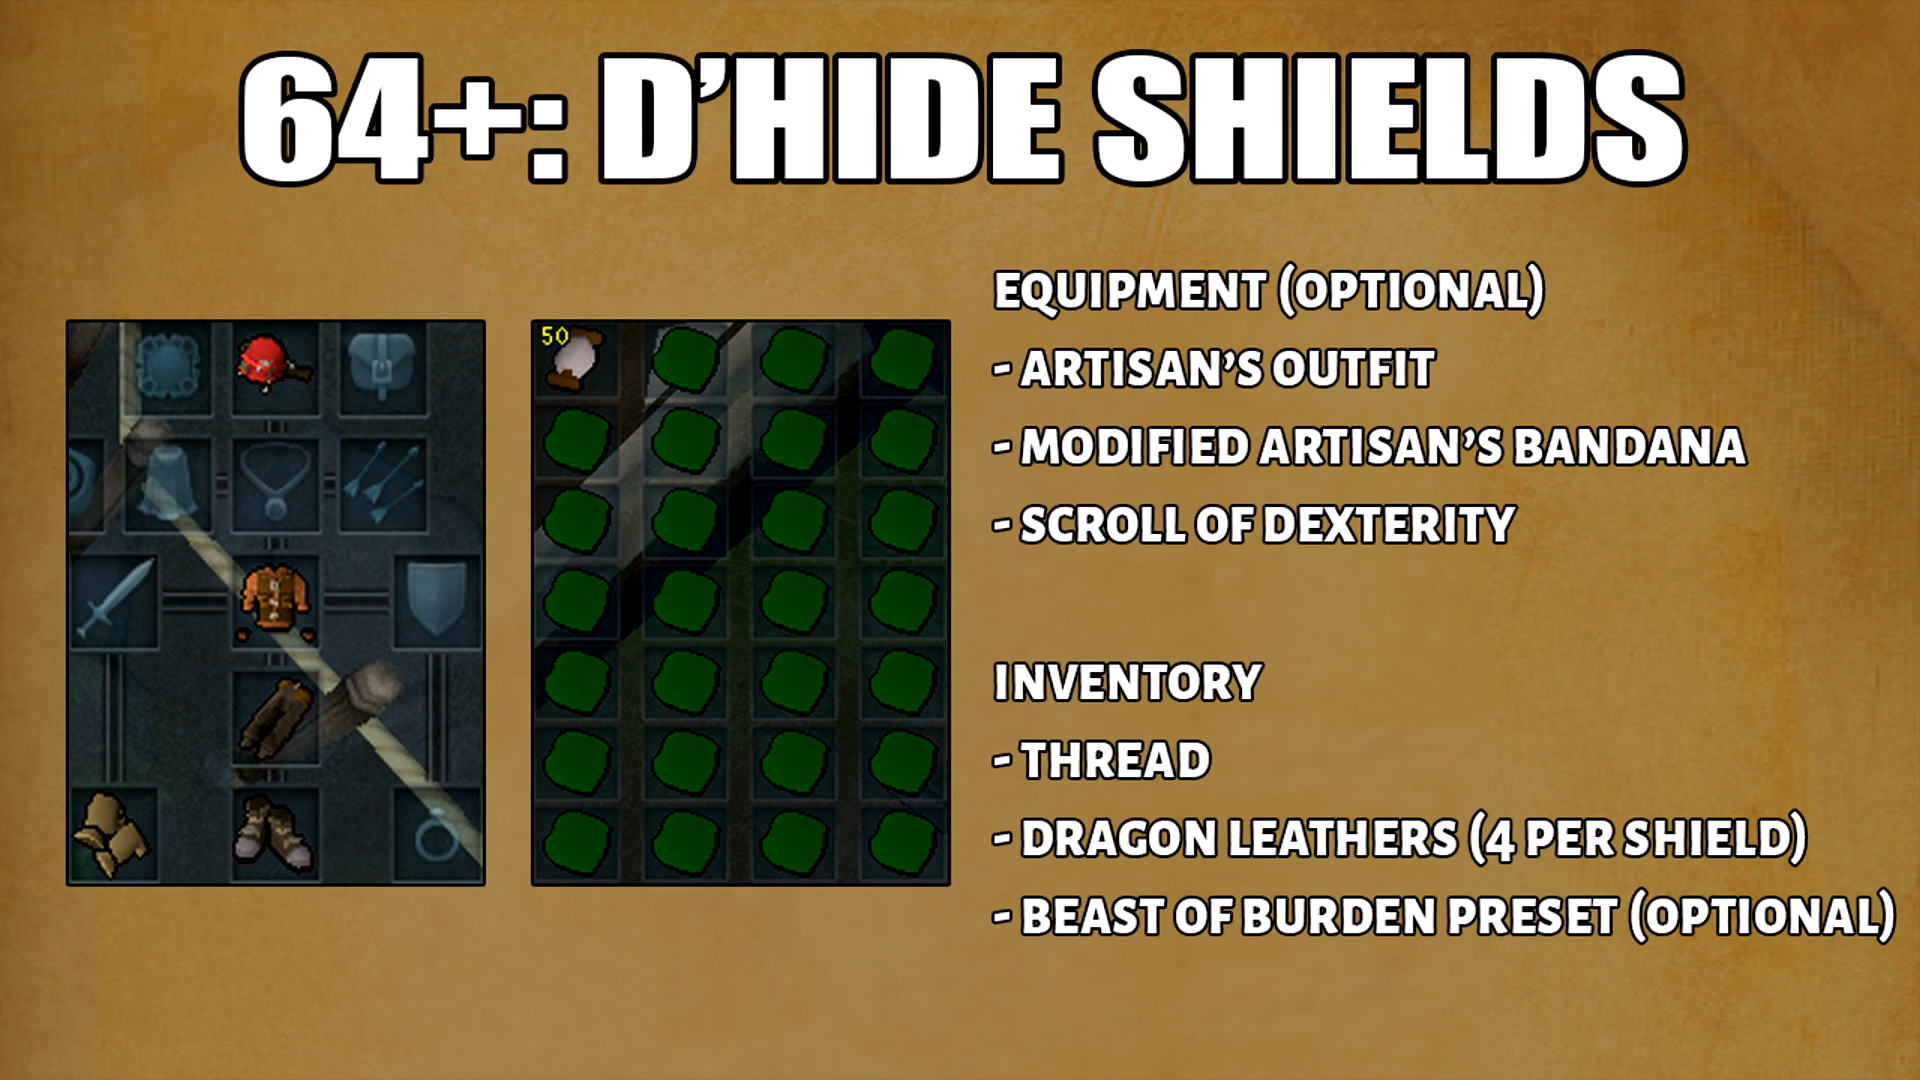 64+: D’HIDE SHIELDS
50
EQUIPMENT (OPTIONAL)
- ARTISAN’S OUTFIT
- MODIFIED ARTISAN’S BANDANA
- SCROLL OF DEXTERITY
INVENTORY
- THREAD
- DRAGON LEATHERS (4 PER SHIELD)
- BEAST OF BURDEN PRESET (OPTIONAL)